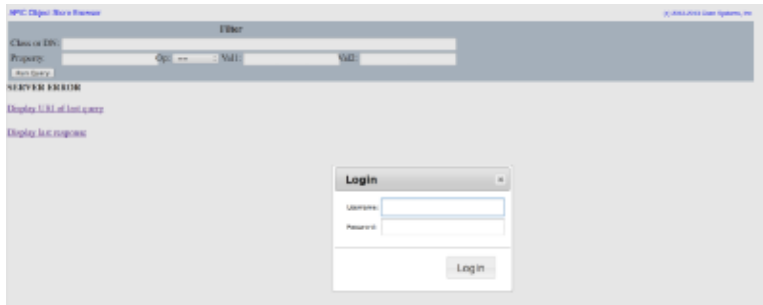 APIC Object Store Browser
Filter
Class or DN:
Property: Op: == Val1: Val2:
Run Query
SERVER ERROR
Display URI of last query
Display last response
Login
Username:
Password:
Login